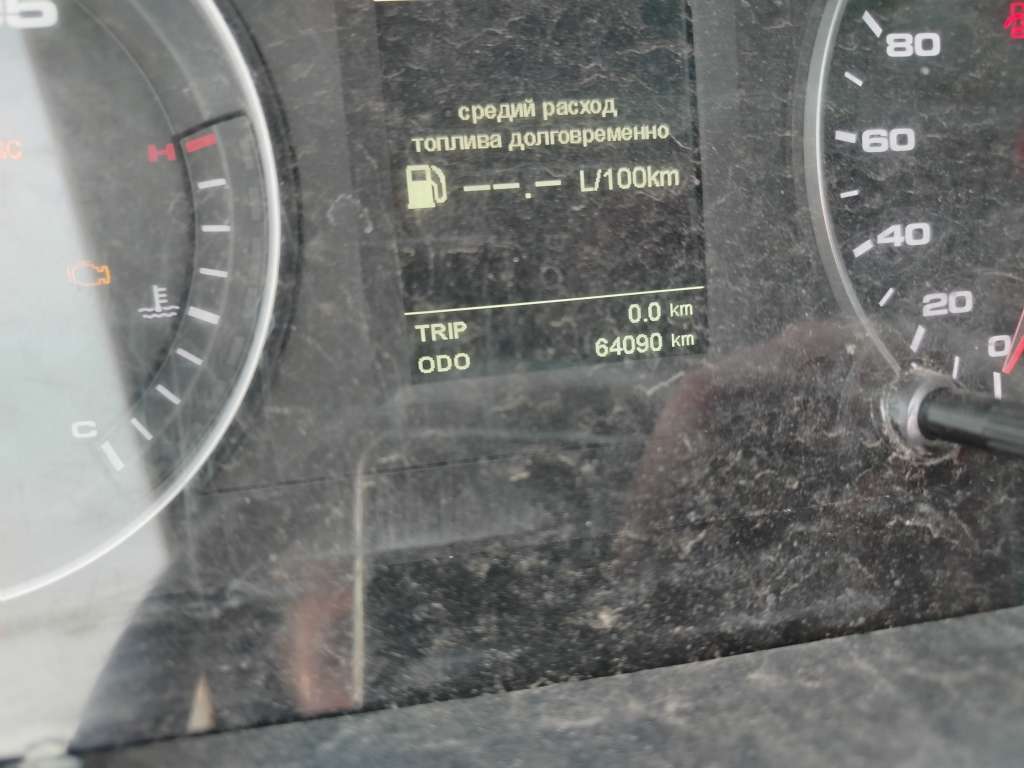 80
H
средий расход
топлива долговременно
60
--.- L/100km
40
20
TRIP 0.0 km
0
ODO 64090 km
C